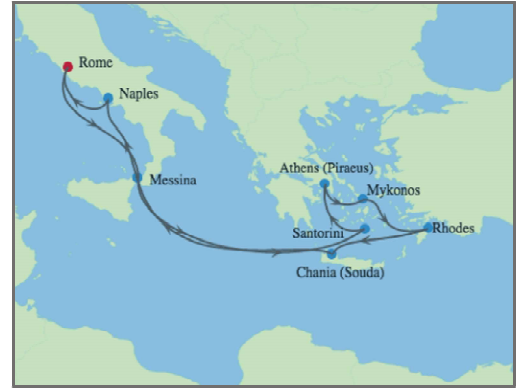 Rome
Naples
Messina
Athens (Piraeus)
Mykonos
Santorini
Rhodes
Chania (Souda)